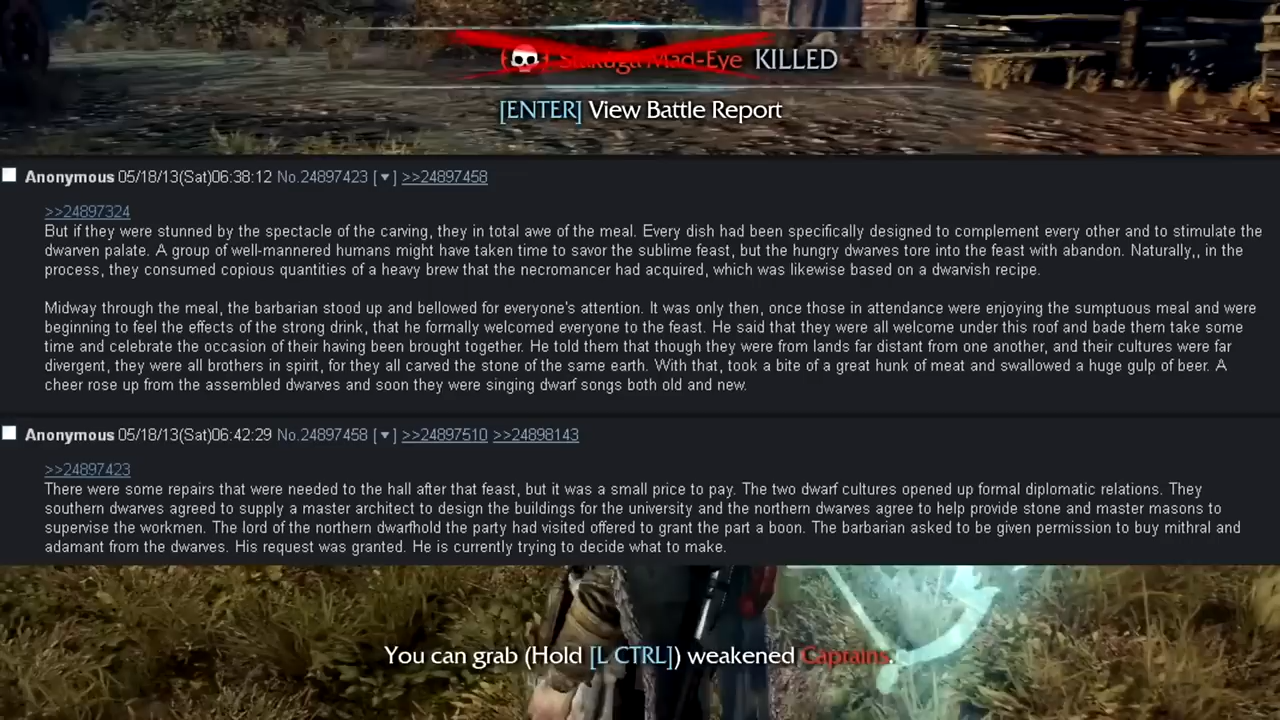 Mad-Eye KILLED
[ENTER] View Battle Report
Anonymous 05/18/13(Sat)06:38:12 No.24897423 [▼] >>24897458
>>24897324
But if they were stunned by the spectacle of the carving, they in total awe of the meal. Every dish had been specifically designed to complement every other and to stimulate the
dwarven palate. A group of well-mannered humans might have taken time to savor the sublime feast, but the hungry dwarves tore into the feast with abandon. Naturally,, in the
process, they consumed copious quantities of a heavy brew that the necromancer had acquired, which was likewise based on a dwarvish recipe.
Midway through the meal, the barbarian stood up and bellowed for everyone's attention. It was only then, once those in attendance were enjoying the sumptuous meal and were
beginning to feel the effects of the strong drink, that he formally welcomed everyone to the feast. He said that they were all welcome under this roof and bade them take some
time and celebrate the occasion of their having been brought together. He told them that though they were from lands far distant from one another, and their cultures were far
divergent, they were all brothers in spirit, for they all carved the stone of the same earth. With that, took a bite of a great hunk of meat and swallowed a huge gulp of beer. A
cheer rose up from the assembled dwarves and soon they were singing dwarf songs both old and new.
Anonymous 05/18/13(Sat)06:42:29 No.24897458 [▼] >>24897510 >>24898143
>>24897423
There were some repairs that were needed to the hall after that feast, but it was a small price to pay. The two dwarf cultures opened up formal diplomatic relations. They
southern dwarves agreed to supply a master architect to design the buildings for the university and the northern dwarves agree to help provide stone and master masons to
supervise the workmen. The lord of the northern dwarfhold the party had visited offered to grant the part a boon. The barbarian asked to be given permission to buy mithral and
adamant from the dwarves. His request was granted. He is currently trying to decide what to make.
You can grab (Hold [L CTRL]) weakened Captains.